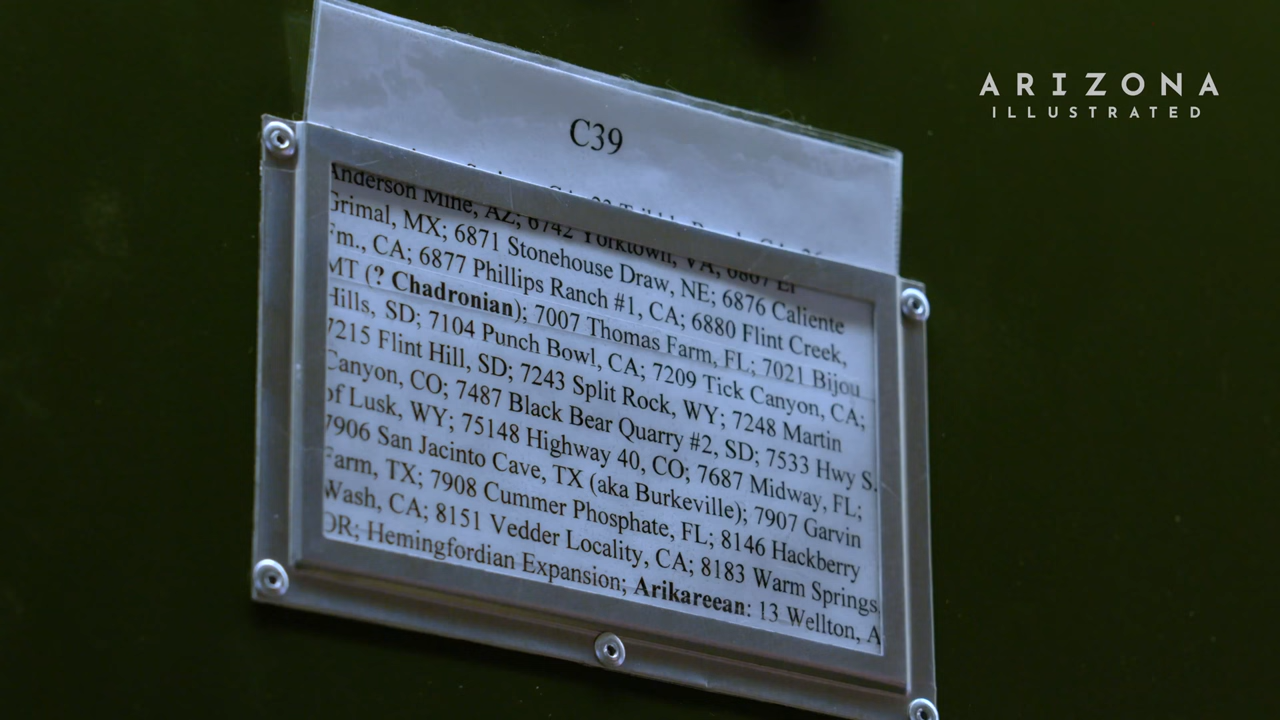 ARIZONA
ILLUSTRATED
C39
Anderson Mine, AZ; 6742 Yorktown, VA; 6867 El
Grimal, MX; 6871 Stonehouse Draw, NE; 6876 Caliente
Fm., CA; 6877 Phillips Ranch #1, CA; 6880 Flint Creek,
MT (? Chadronian); 7007 Thomas Farm, FL; 7021 Bijou
Hills, SD; 7104 Punch Bowl, CA; 7209 Tick Canyon, CA;
7215 Flint Hill, SD; 7243 Split Rock, WY; 7248 Martin
Canyon, CO; 7487 Black Bear Quarry #2, SD; 7533 Hwy S.
of Lusk, WY; 75148 Highway 40, CO; 7687 Midway, FL;
7906 San Jacinto Cave, TX (aka Burkeville); 7907 Garvin
Farm, TX; 7908 Cummer Phosphate, FL; 8146 Hackberry
Wash, CA; 8151 Vedder Locality, CA; 8183 Warm Springs,
OR; Hemingfordian Expansion; Arikareean: 13 Wellton, A